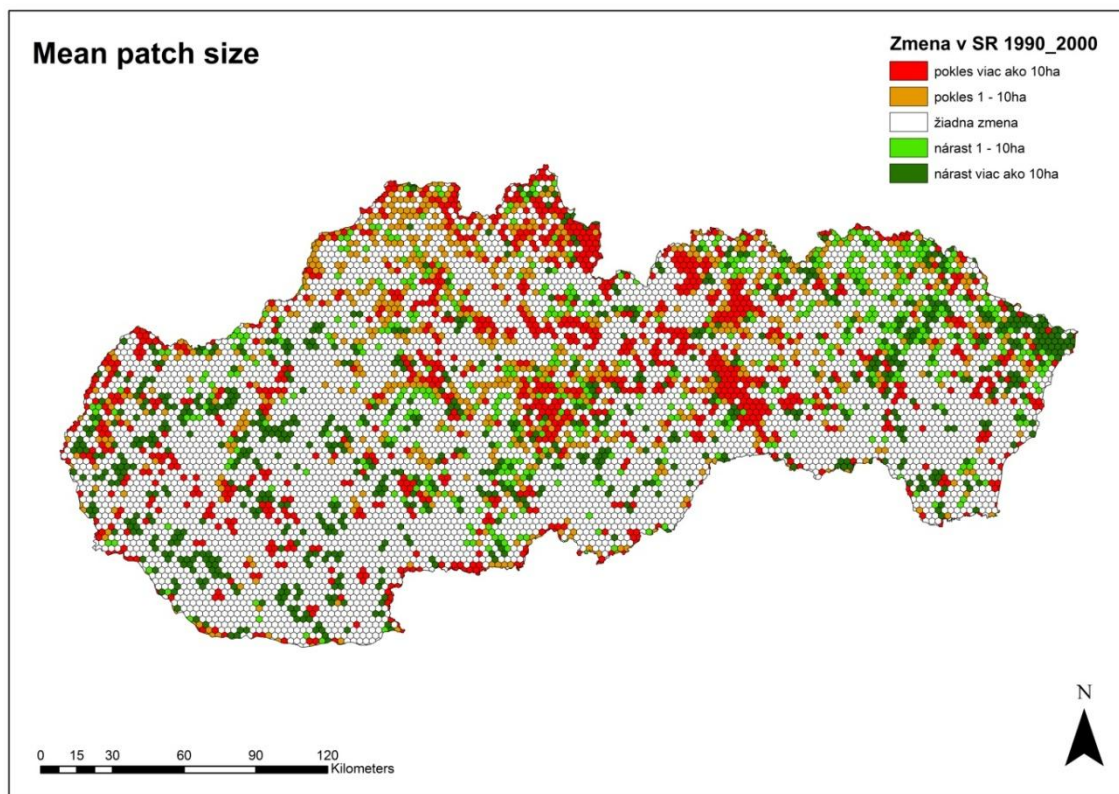 Mean patch size
Zmena v SR 1990_2000
pokles viac ako 10ha
pokles 1 - 10ha
žiadna zmena
nárast 1 - 10ha
nárast viac ako 10ha
N
0 15 30 60 90 120
Kilometers